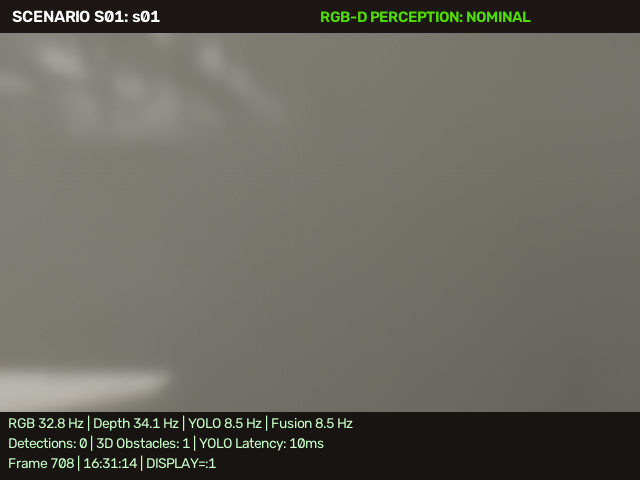 SCENARIO S01: s01
RGB-D PERCEPTION: NOMINAL
RGB 32.8 Hz | Depth 34.1 Hz | YOLO 8.5 Hz | Fusion 8.5 Hz
Detections: 0 | 3D Obstacles: 1 | YOLO Latency: 10ms
Frame 708 | 16:31:14 | DISPLAY=:1